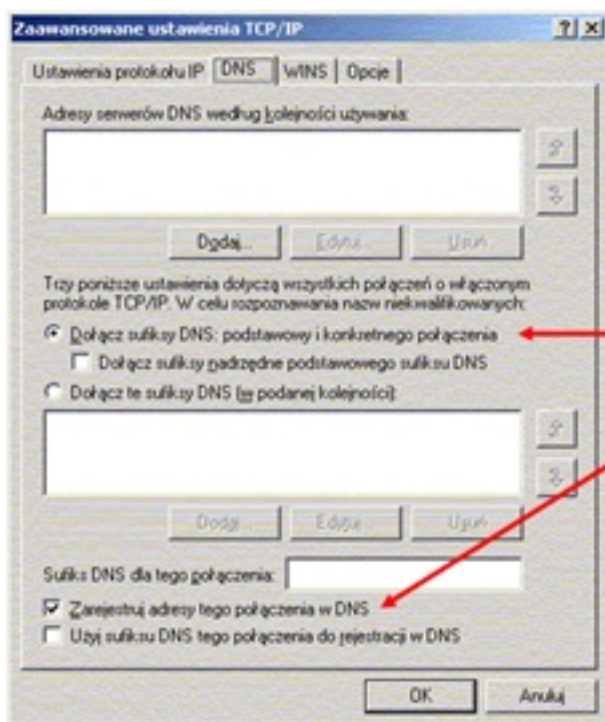 Zaawansowane ustawienia TCP/IP
Ustawienia protokołu IP DNS WINS Opcje
Adresy serwerów DNS według kolejności używania:
Dodaj... Edytuj... Usuń
Trzy poniższe ustawienia dotyczą wszystkich połączeń o włączonym
protokole TCP/IP. W celu rozpoznawania nazw niekwalifikowanych:
Dołącz sufiksy DNS: podstawowy i konkretnego połączenia
Dołącz sufiksy nadrzędne podstawowego sufiksu DNS
Dołącz te sufiksy DNS (w podanej kolejności):
Dodaj... Edytuj... Usuń
Sufiks DNS dla tego połączenia:
Zarejestruj adresy tego połączenia w DNS
Użyj sufiksu DNS tego połączenia do rejestracji w DNS
OK Anuluj